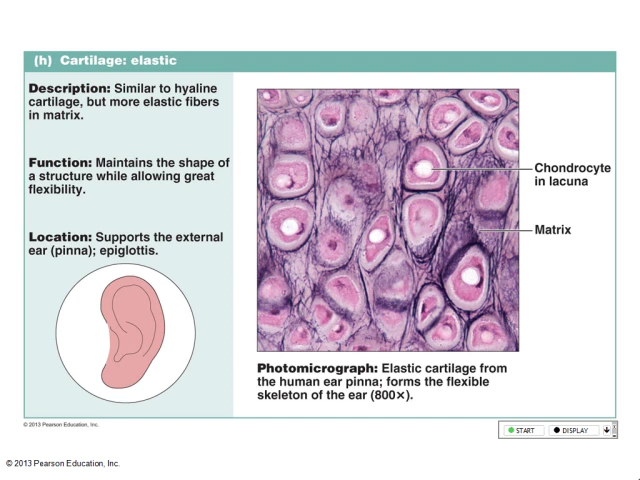 (h) Cartilage: elastic
Description: Similar to hyaline
cartilage, but more elastic fibers
in matrix.
Function: Maintains the shape of
a structure while allowing great
flexibility.
Location: Supports the external
ear (pinna); epiglottis.
Chondrocyte
in lacuna
Matrix
Photomicrograph: Elastic cartilage from
the human ear pinna; forms the flexible
skeleton of the ear (800×).
© 2013 Pearson Education, Inc.
START
DISPLAY
© 2013 Pearson Education, Inc.